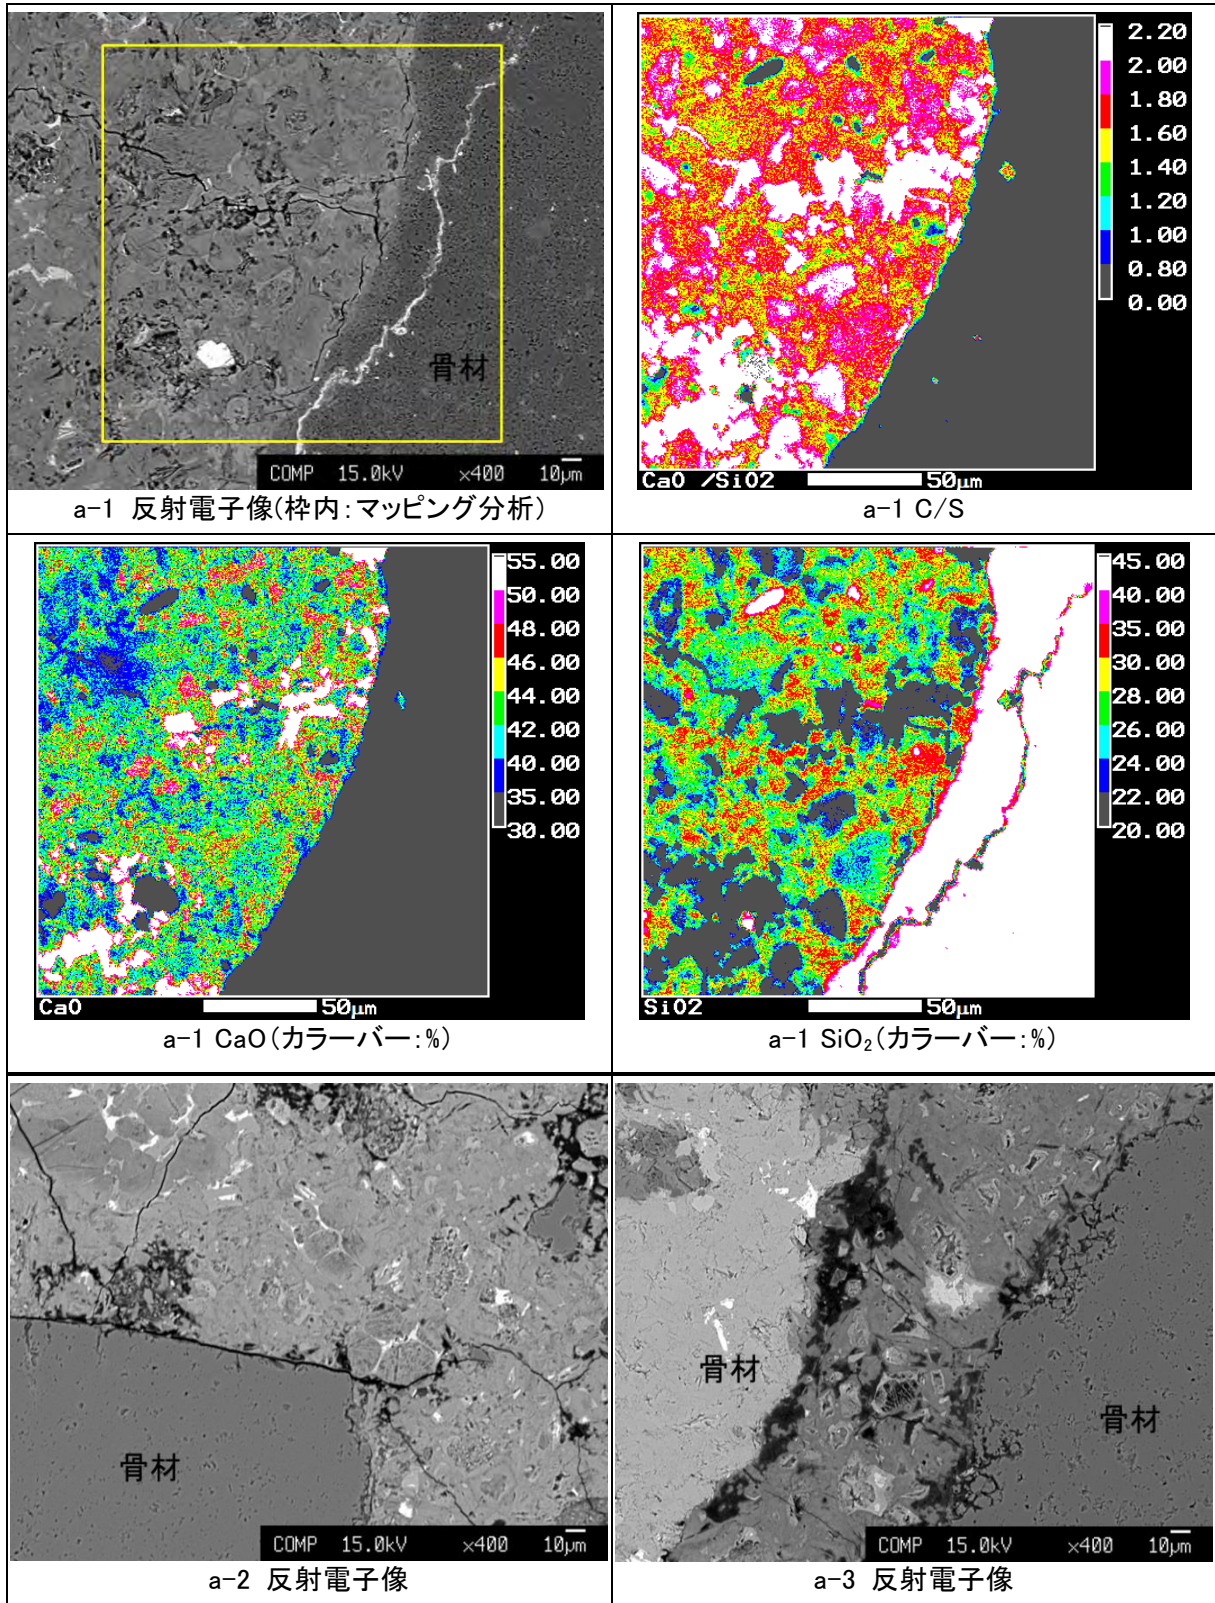 骨材
COMP 15.0kV ×400 10μm
a-1 反射電子像(枠内:マッピング分析)
2.20
2.00
1.80
1.60
1.40
1.20
1.00
0.80
0.00
CaO /SiO2 50μm
a-1 C/S
55.00
50.00
48.00
46.00
44.00
42.00
40.00
35.00
30.00
CaO 50μm
a-1 CaO(カラーバー:%)
45.00
40.00
35.00
30.00
28.00
26.00
24.00
22.00
20.00
SiO2 50μm
a-1 SiO₂(カラーバー:%)
骨材
COMP 15.0kV ×400 10μm
a-2 反射電子像
骨材
骨材
COMP 15.0kV ×400 10μm
a-3 反射電子像